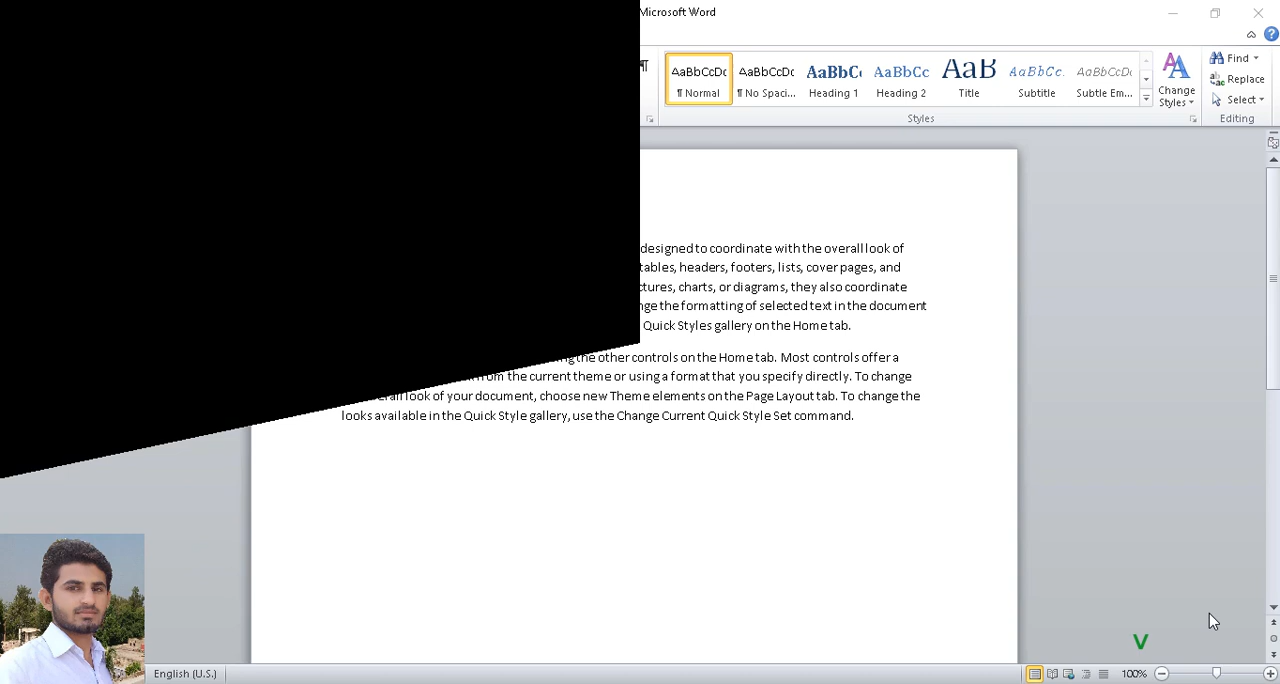 Microsoft Word
AaBbCcDc AaBbCcDc AaBbCc AaBbCc AaB AaBbCc. AaBbCcDc
¶ Normal ¶ No Spaci... Heading 1 Heading 2 Title Subtitle Subtle Em...
Change
Styles
Find
Replace
Select
Styles
Editing
designed to coordinate with the overall look of
tables, headers, footers, lists, cover pages, and
charts, or diagrams, they also coordinate
the formatting of selected text in the document
Quick Styles gallery on the Home tab.
the other controls on the Home tab. Most controls offer a
from the current theme or using a format that you specify directly. To change
look of your document, choose new Theme elements on the Page Layout tab. To change the
looks available in the Quick Style gallery, use the Change Current Quick Style Set command.
V
English (U.S.)
100%